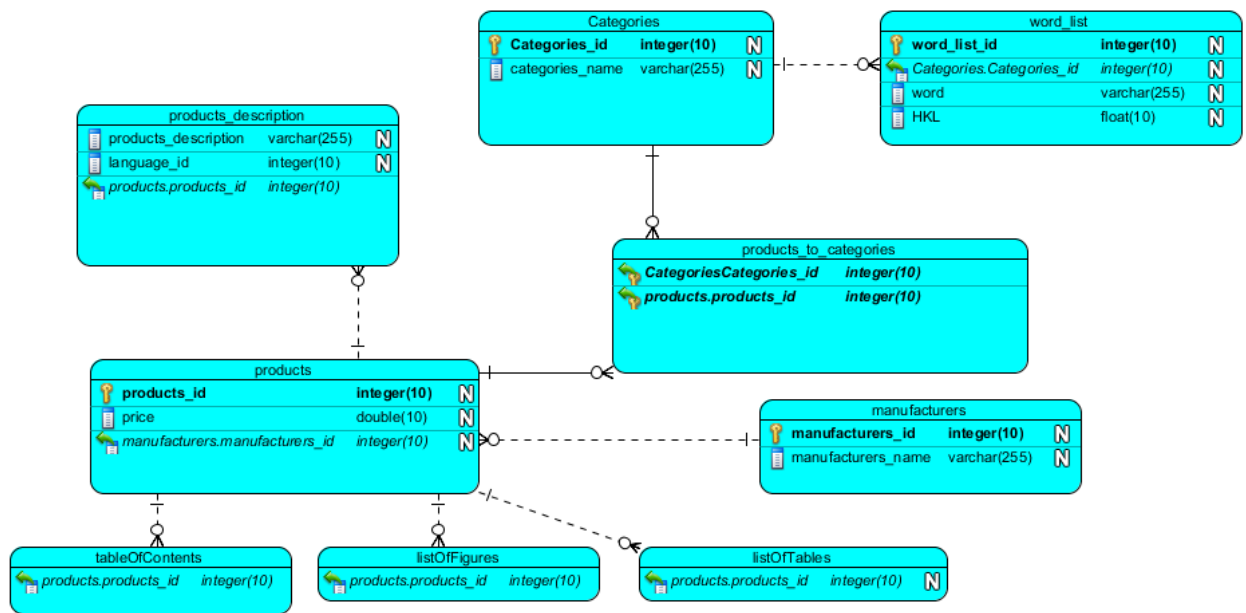 Categories
Categories_id integer(10) N
categories_name varchar(255) N
word_list
word_list_id integer(10) N
Categories.Categories_id integer(10) N
word varchar(255) N
HKL float(10) N
products_description
products_description varchar(255) N
language_id integer(10) N
products.products_id integer(10)
products_to_categories
CategoriesCategories_id integer(10)
products.products_id integer(10)
products
products_id integer(10) N
price double(10) N
manufacturers.manufacturers_id integer(10) N
manufacturers
manufacturers_id integer(10) N
manufacturers_name varchar(255) N
tableOfContents
products.products_id integer(10)
listOfFigures
products.products_id integer(10)
listOfTables
products.products_id integer(10) N